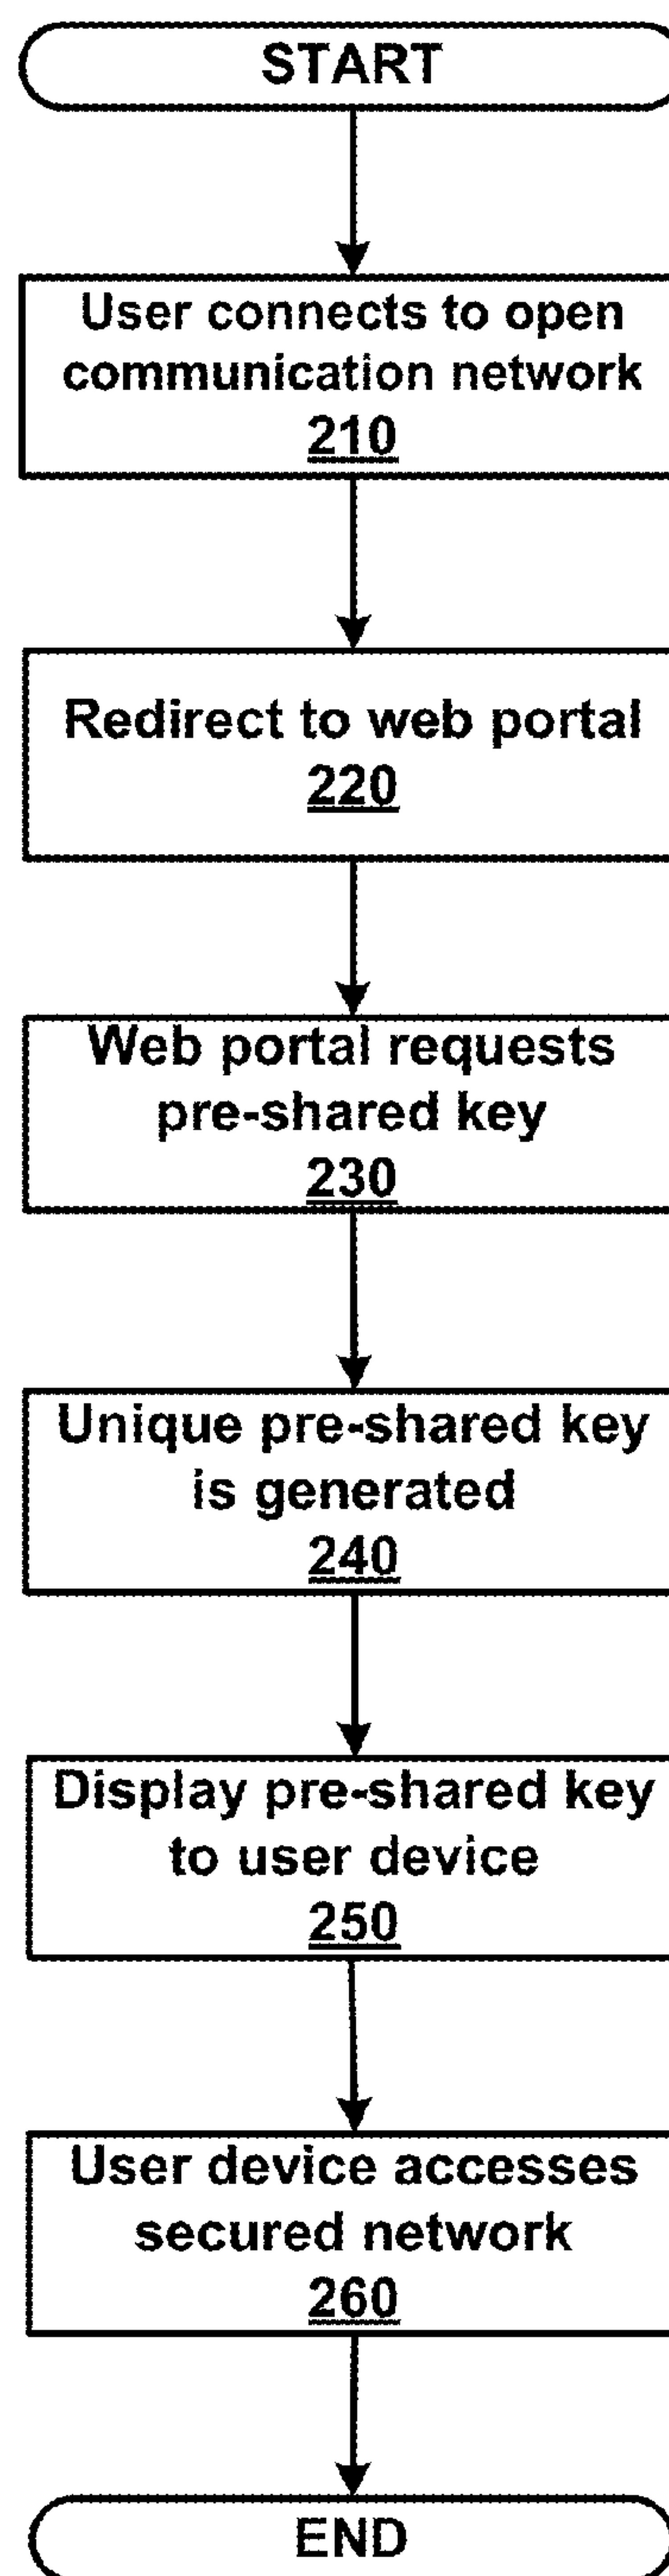 START
User connects to open
communication network
210
Redirect to web portal
220
Web portal requests
pre-shared key
230
Unique pre-shared key
is generated
240
Display pre-shared key
to user device
250
User device accesses
secured network
260
END